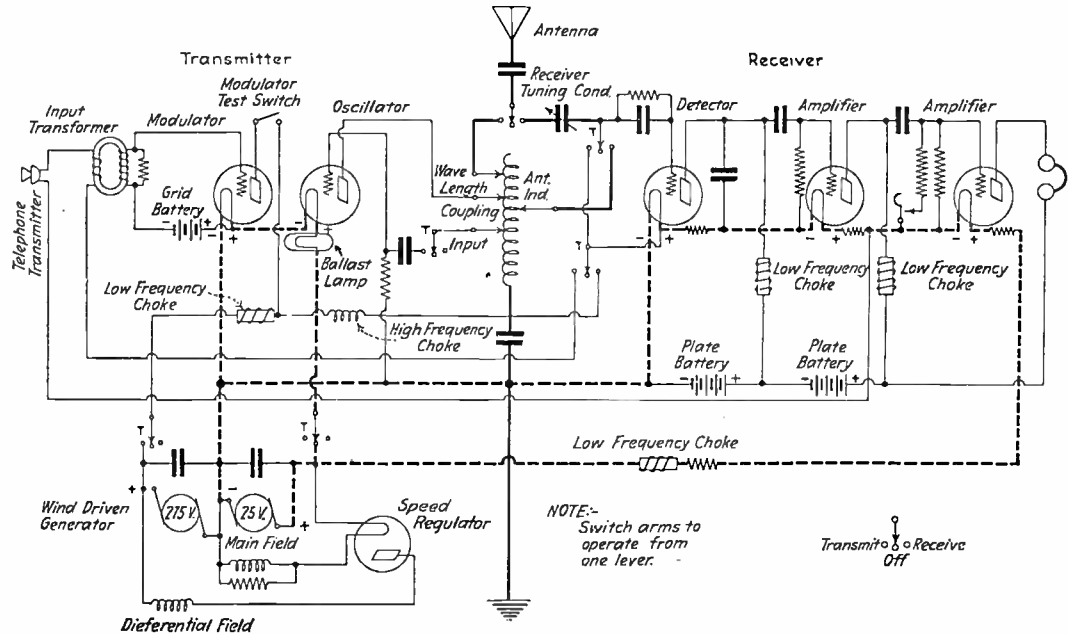 Antenna
Transmitter
Receiver
Modulator
Test Switch
Receiver
Tuning Cond.
Input
Transformer
Modulator
Oscillator
Detector
Amplifier
Amplifier
T
Wave
Length
Ant.
Ind.
Coupling
Grid
Battery
- +
+
-
+
T
Input
T
-
+
-
+
-
+
Telephone
Transmitter
Ballast
Lamp
Low Frequency
Choke
Low Frequency
Choke
Low Frequency
Choke
High Frequency
Choke
Plate
Battery
- +
Plate
Battery
- +
T
T
Low Frequency Choke
+
275 V.
-
25 V.
+
Wind Driven
Generator
Main Field
Speed
Regulator
NOTE:-
Switch arms to
operate from
one lever.
Transmit Receive
Off
Dieferential Field